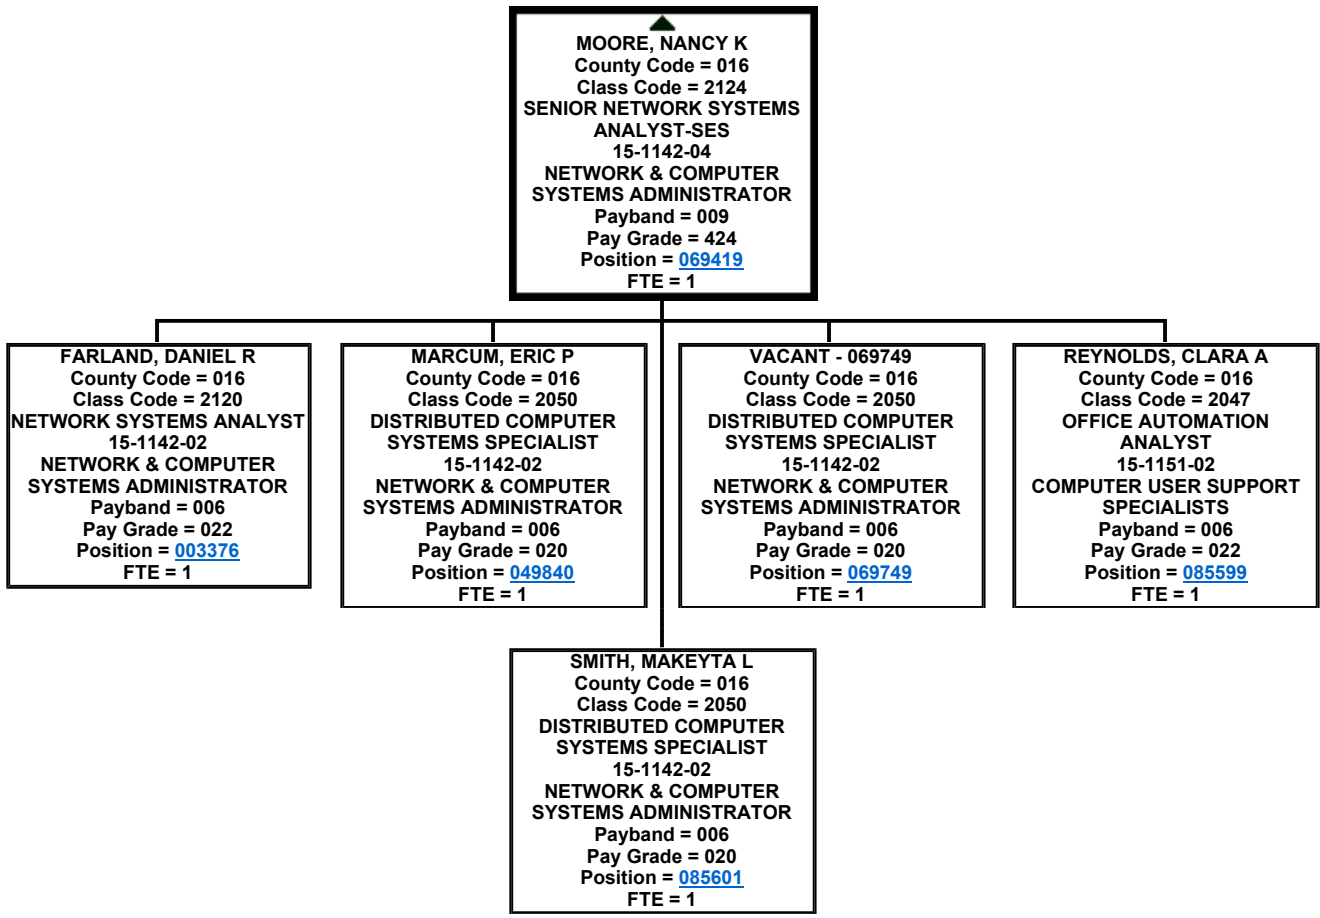 MOORE, NANCY K
County Code = 016
Class Code = 2124
SENIOR NETWORK SYSTEMS
ANALYST-SES
15-1142-04
NETWORK & COMPUTER
SYSTEMS ADMINISTRATOR
Payband = 009
Pay Grade = 424
Position = 069419
FTE = 1
FARLAND, DANIEL R
County Code = 016
Class Code = 2120
NETWORK SYSTEMS ANALYST
15-1142-02
NETWORK & COMPUTER
SYSTEMS ADMINISTRATOR
Payband = 006
Pay Grade = 022
Position = 003376
FTE = 1
MARCUM, ERIC P
County Code = 016
Class Code = 2050
DISTRIBUTED COMPUTER
SYSTEMS SPECIALIST
15-1142-02
NETWORK & COMPUTER
SYSTEMS ADMINISTRATOR
Payband = 006
Pay Grade = 020
Position = 049840
FTE = 1
VACANT - 069749
County Code = 016
Class Code = 2050
DISTRIBUTED COMPUTER
SYSTEMS SPECIALIST
15-1142-02
NETWORK & COMPUTER
SYSTEMS ADMINISTRATOR
Payband = 006
Pay Grade = 020
Position = 069749
FTE = 1
REYNOLDS, CLARA A
County Code = 016
Class Code = 2047
OFFICE AUTOMATION
ANALYST
15-1151-02
COMPUTER USER SUPPORT
SPECIALISTS
Payband = 006
Pay Grade = 022
Position = 085599
FTE = 1
SMITH, MAKEYTA L
County Code = 016
Class Code = 2050
DISTRIBUTED COMPUTER
SYSTEMS SPECIALIST
15-1142-02
NETWORK & COMPUTER
SYSTEMS ADMINISTRATOR
Payband = 006
Pay Grade = 020
Position = 085601
FTE = 1